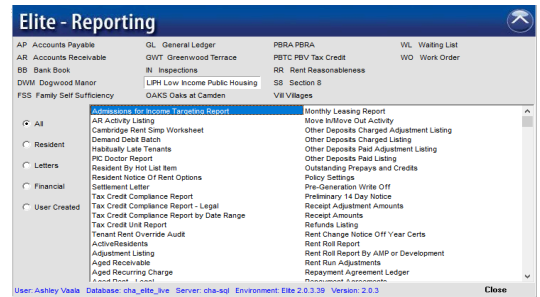 Elite - Reporting
AP Accounts Payable GL General Ledger PBRA PBRA WL Waiting List
AR Accounts Receivable GWT Greenwood Terrace PBTC PBV Tax Credit WO Work Order
BB Bank Book IN Inspections RR Rent Reasonableness
DWM Dogwood Manor LIPH Low Income Public Housing S8 Section 8
FSS Family Self Sufficiency OAKS Oaks at Camden Vill Villages
All
Resident
Letters
Financial
User Created
Admissions for Income Targeting Report
AR Activity Listing
Cambridge Rent Simp Worksheet
Demand Debit Batch
Habitually Late Tenants
PIC Doctor Report
Resident By Hot List Item
Resident Notice Of Rent Options
Settlement Letter
Tax Credit Compliance Report
Tax Credit Compliance Report - Legal
Tax Credit Compliance Report by Date Range
Tax Credit Unit Report
Tenant Rent Override Audit
ActiveResidents
Adjustment Listing
Aged Receivable
Aged Recurring Charge
Aged Rent - Legal
Monthly Leasing Report
Move In/Move Out Activity
Other Deposits Charged Adjustment Listing
Other Deposits Charged Listing
Other Deposits Paid Adjustment Listing
Other Deposits Paid Listing
Outstanding Prepays and Credits
Policy Settings
Pre-Generation Write Off
Preliminary 14 Day Notice
Receipt Adjustment Amounts
Receipt Amounts
Refunds Listing
Rent Change Notice Off Year Certs
Rent Roll Report
Rent Roll Report By AMP or Development
Rent Run Adjustments
Repayment Agreement Ledger
Repayment Agreements
User: Ashley Vaala Database: cha_elite_live Server: cha-sql Environment: Elite 2.0.3.39 Version: 2.0.3 Close